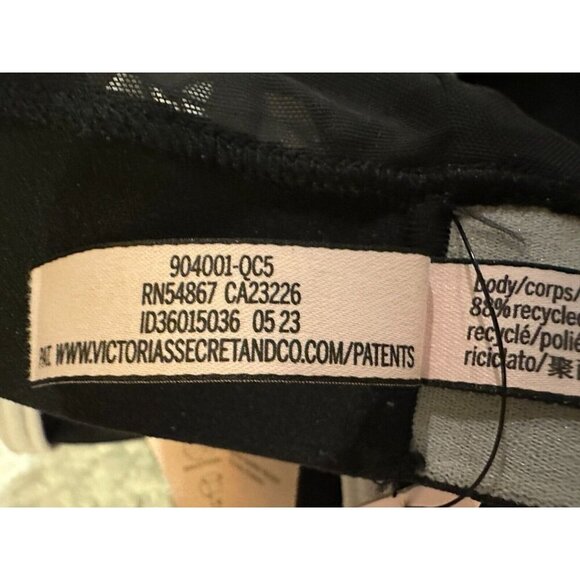 904001-QC5
RN54867 CA23226
ID36015036 05 23
PAT. WWW.VICTORIASSECRETANDCO.COM/PATENTS
body/corps/
88% recycled
recyclé/polié
riciclato/聚